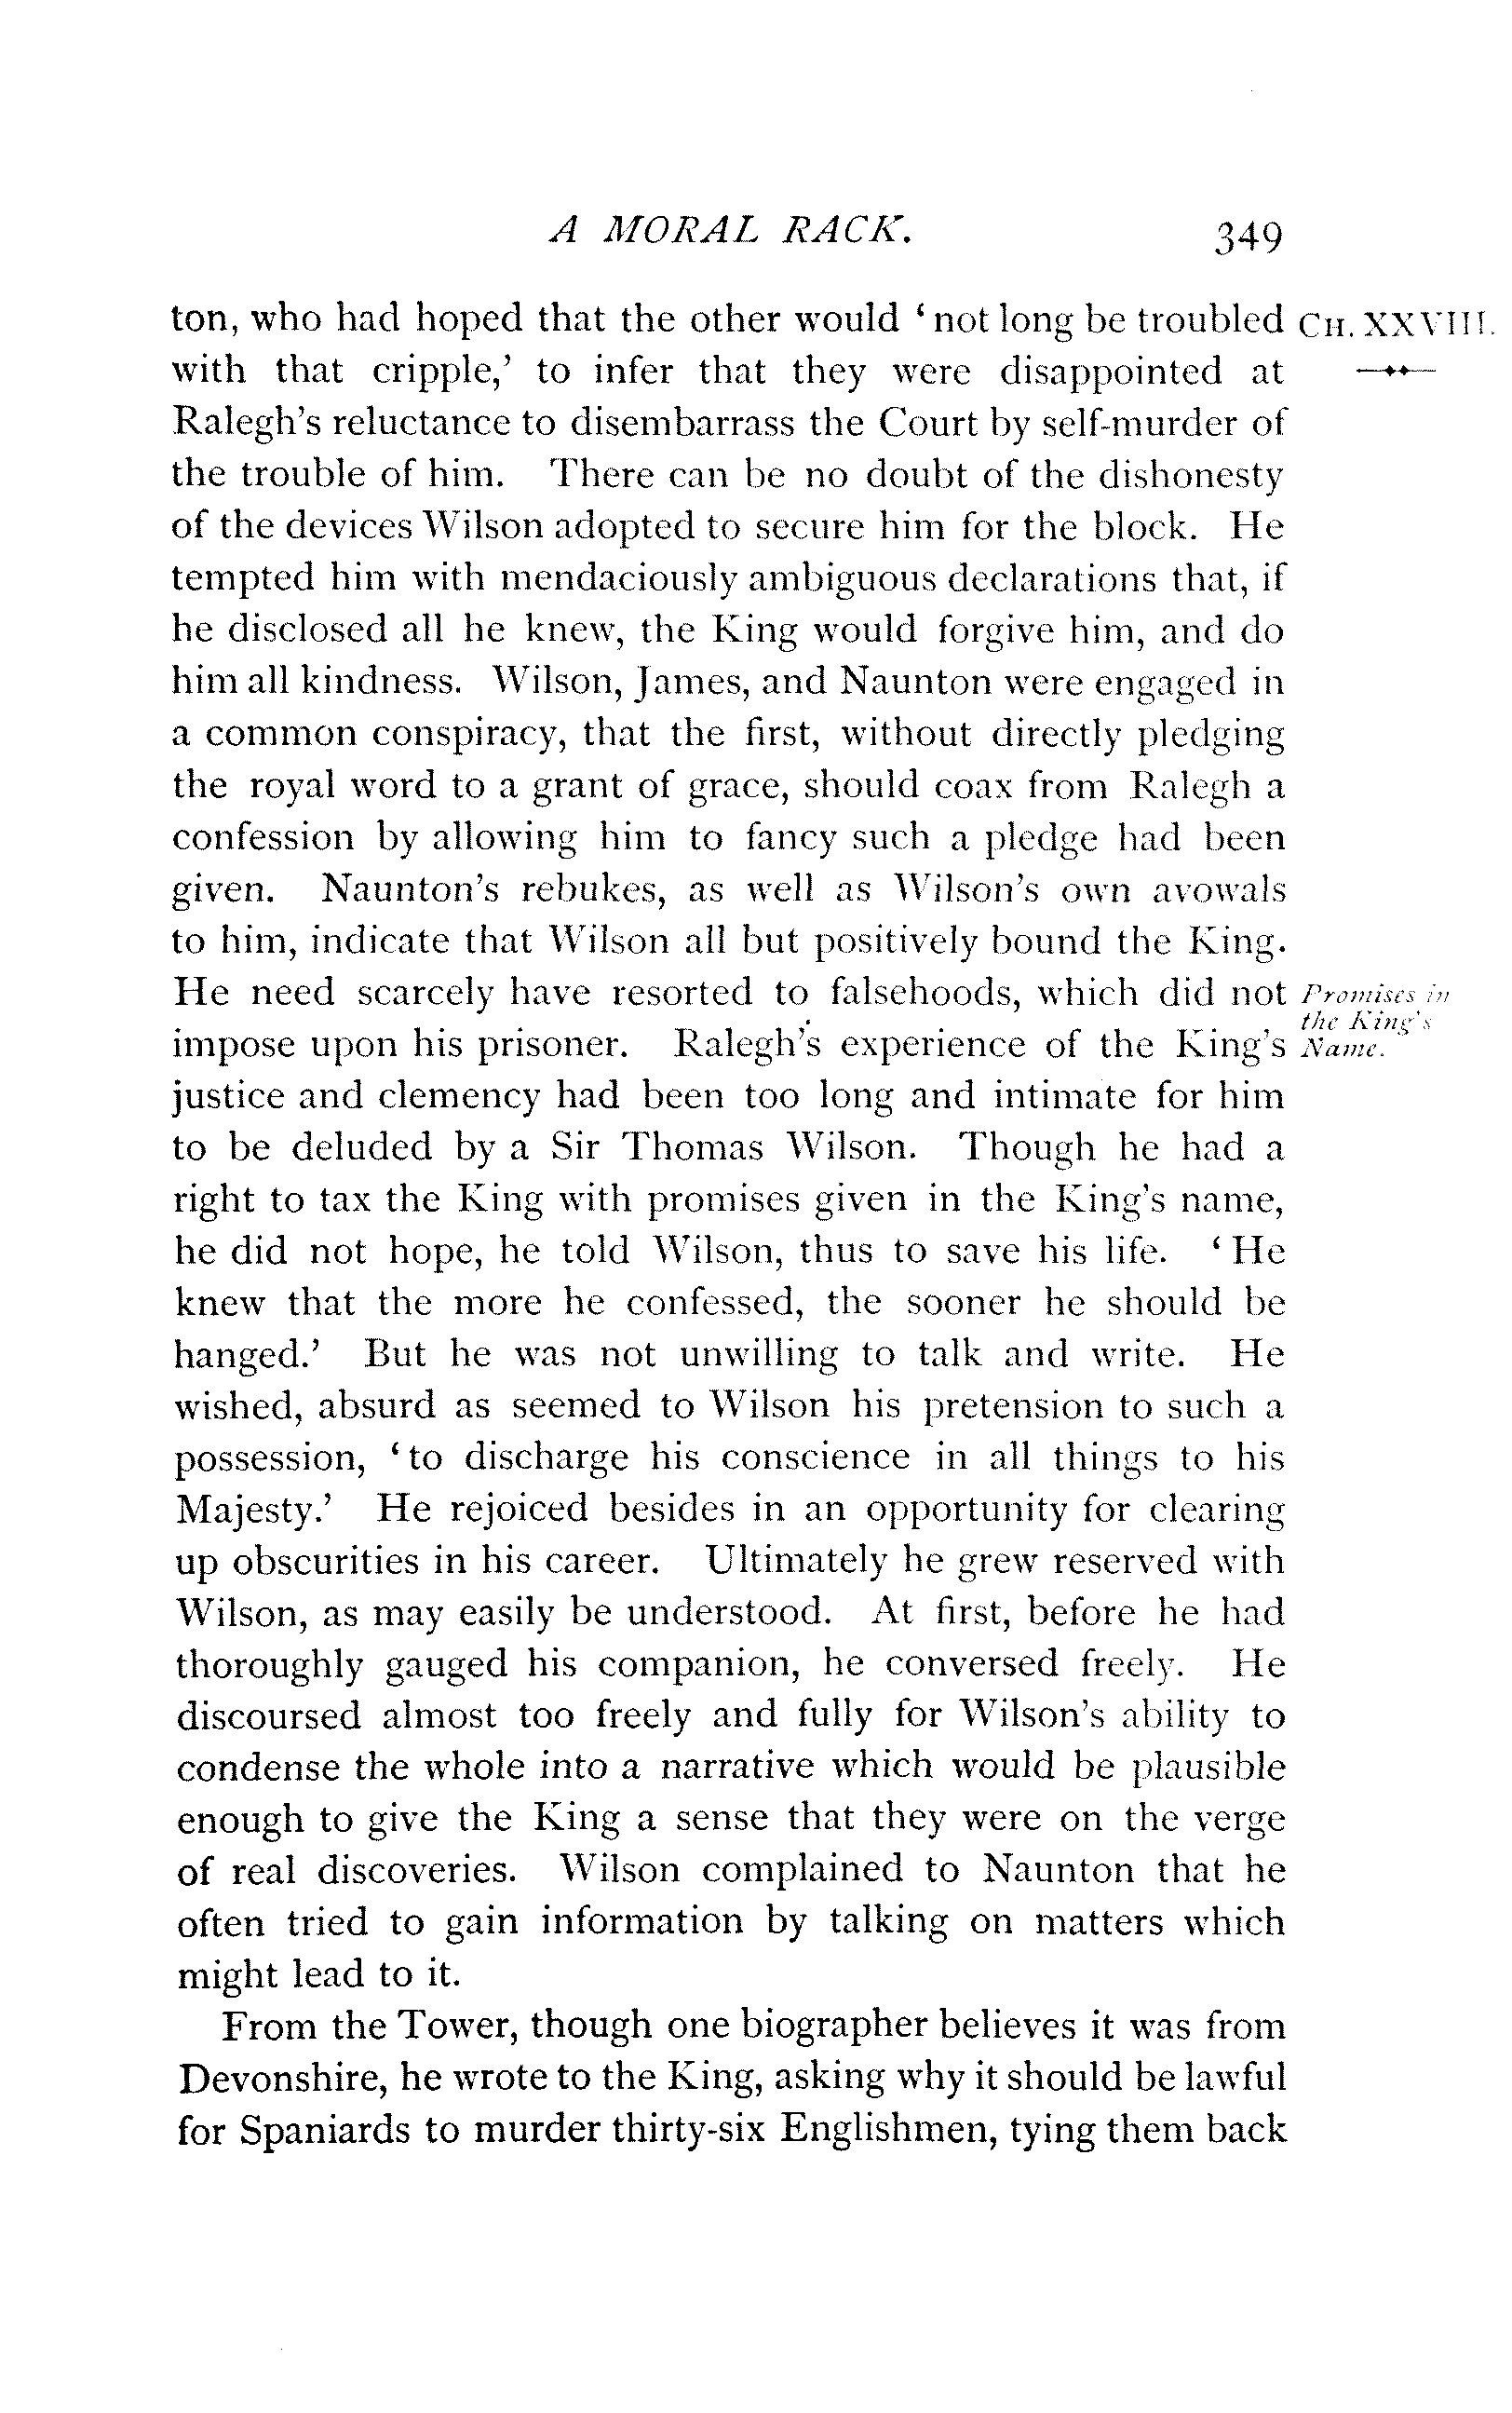 A MORAL RACK. 349
ton, who had hoped that the other would ‘ not long be troubled
CH. XXVIII.
with that cripple,’ to infer that they were disappointed at
Ralegh’s reluctance to disembarrass the Court by self-murder of
the trouble of him. There can be no doubt of the dishonesty
of the devices Wilson adopted to secure him for the block. He
tempted him with mendaciously ambiguous declarations that, if
he disclosed all he knew, the King would forgive him, and do
him all kindness. Wilson, James, and Naunton were engaged in
a common conspiracy, that the first, without directly pledging
the royal word to a grant of grace, should coax from Ralegh a
confession by allowing him to fancy such a pledge had been
given. Naunton’s rebukes, as well as Wilson’s own avowals
to him, indicate that Wilson all but positively bound the King.
He need scarcely have resorted to falsehoods, which did not
Promises in
the King’s
Name.
impose upon his prisoner. Ralegh’s experience of the King’s
justice and clemency had been too long and intimate for him
to be deluded by a Sir Thomas Wilson. Though he had a
right to tax the King with promises given in the King’s name,
he did not hope, he told Wilson, thus to save his life. ‘ He
knew that the more he confessed, the sooner he should be
hanged.’ But he was not unwilling to talk and write. He
wished, absurd as seemed to Wilson his pretension to such a
possession, ‘ to discharge his conscience in all things to his
Majesty.’ He rejoiced besides in an opportunity for clearing
up obscurities in his career. Ultimately he grew reserved with
Wilson, as may easily be understood. At first, before he had
thoroughly gauged his companion, he conversed freely. He
discoursed almost too freely and fully for Wilson’s ability to
condense the whole into a narrative which would be plausible
enough to give the King a sense that they were on the verge
of real discoveries. Wilson complained to Naunton that he
often tried to gain information by talking on matters which
might lead to it.
From the Tower, though one biographer believes it was from
Devonshire, he wrote to the King, asking why it should be lawful
for Spaniards to murder thirty-six Englishmen, tying them back